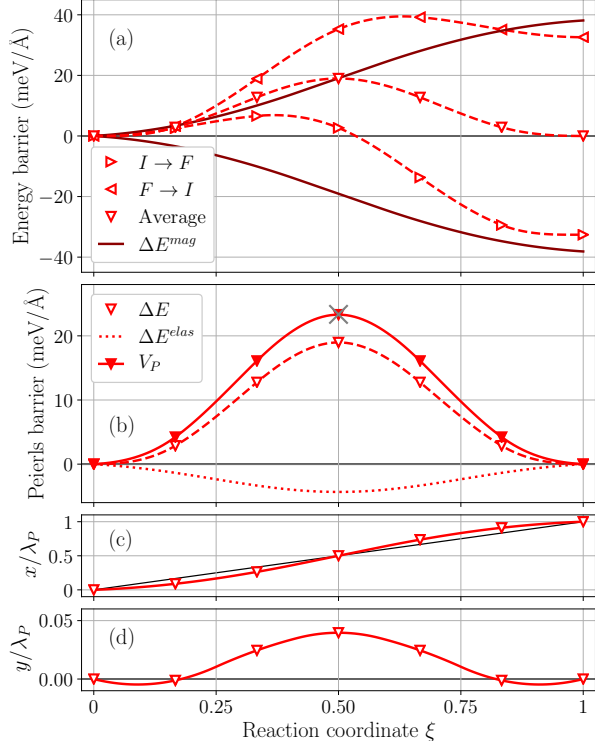 Energy barrier (meV/Å)
40
20
0
−20
−40
(a)
I → F
F → I
Average
ΔE^{mag}
Peierls barrier (meV/Å)
20
10
0
ΔE
ΔE^{elas}
V_P
(b)
x/λ_P
1
0.5
0
(c)
y/λ_P
0.05
0.00
(d)
0
0.25
0.50
0.75
1
Reaction coordinate ξ